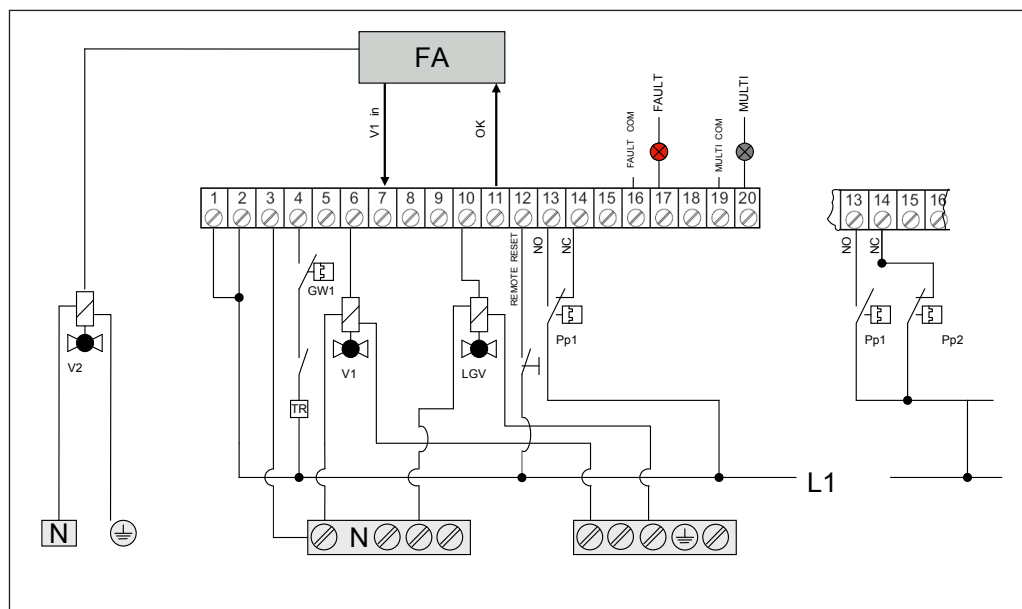 FA
V1 in
OK
FAULT COM
FAULT
MULTI COM
MULTI
1 2 3 4 5 6 7 8 9 10 11 12 13 14 15 16 17 18 19 20
13 14 15 16
REMOTE RESET
NO
NC
NO
NC
GW1
V2
V1
LGV
Pp1
Pp1
Pp2
TR
L1
N
N